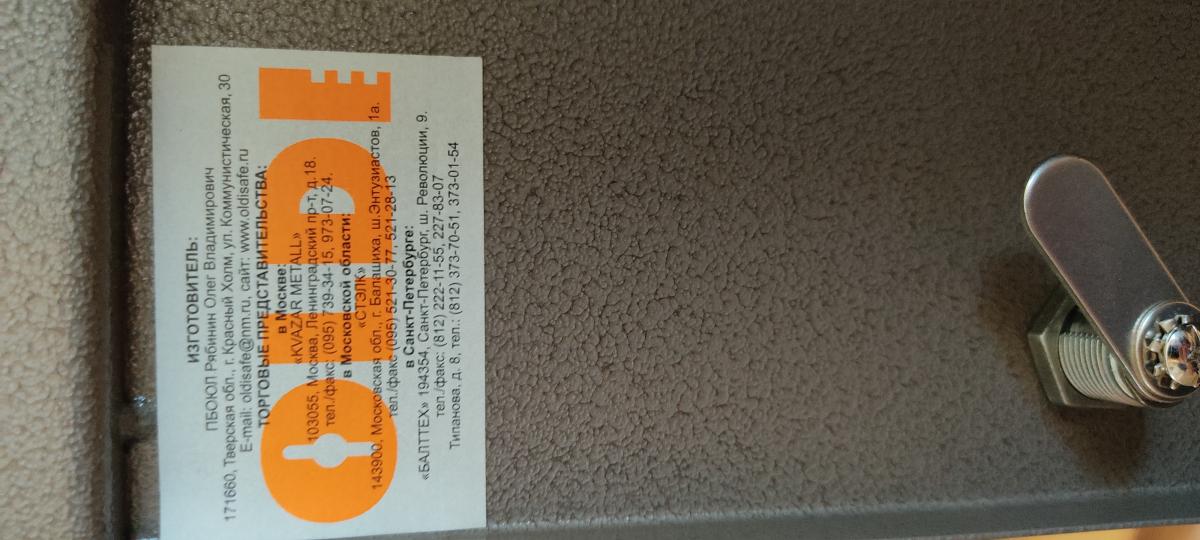 ИЗГОТОВИТЕЛЬ:
ПБОЮЛ Рябинин Олег Владимирович
171660, Тверская обл., г. Красный Холм, ул. Коммунистическая, 30
E-mail: oldisafe@nm.ru, сайт: www.oldisafe.ru
ТОРГОВЫЕ ПРЕДСТАВИТЕЛЬСТВА:
в Москве:
«KVAZAR METALL»
103055, Москва, Ленинградский пр-т, д.18.
тел./факс: (095) 739-34-15, 973-07-24.
в Московской области:
«СТЭЛК»
143900, Московская обл., г. Балашиха, ш.Энтузиастов, 1а.
тел./факс (095) 521-30-77, 521-28-13
в Санкт-Петербурге:
«БАЛТТЕХ» 194354, Санкт-Петербург, ш. Революции, 9.
тел./факс: (812) 222-11-55, 227-83-07
Типанова, д. 8, тел.: (812) 373-70-51, 373-01-54